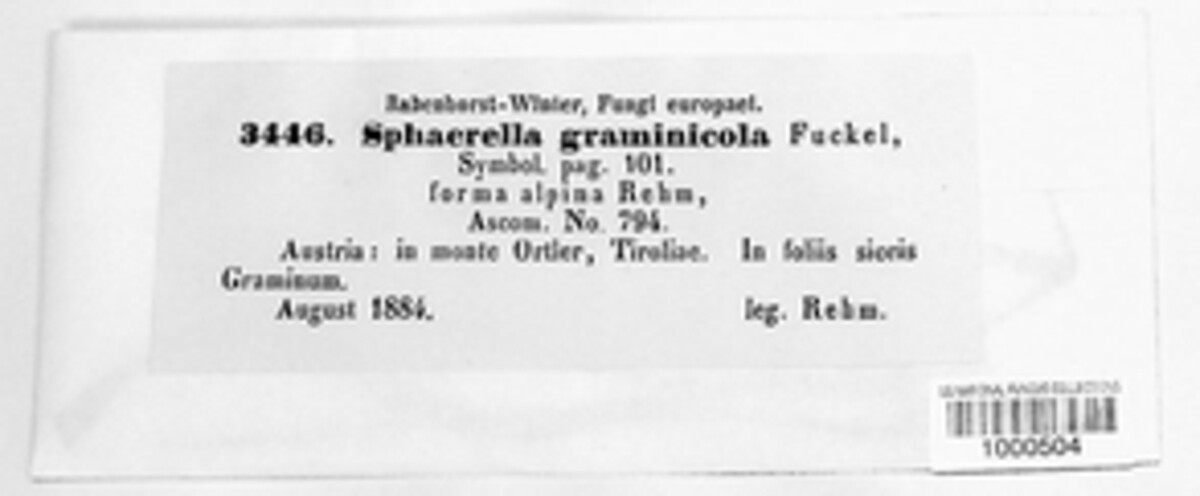 Rabenhorst-Winter, Fungi europaei.
3446. Sphaerella graminicola Fuckel,
Symbol. pag. 101.
forma alpina Rehm,
Ascom. No. 794.
Austria: in monte Ortler, Tiroliae. In foliis siccis
Graminum.
August 1884. leg. Rehm.
1000504